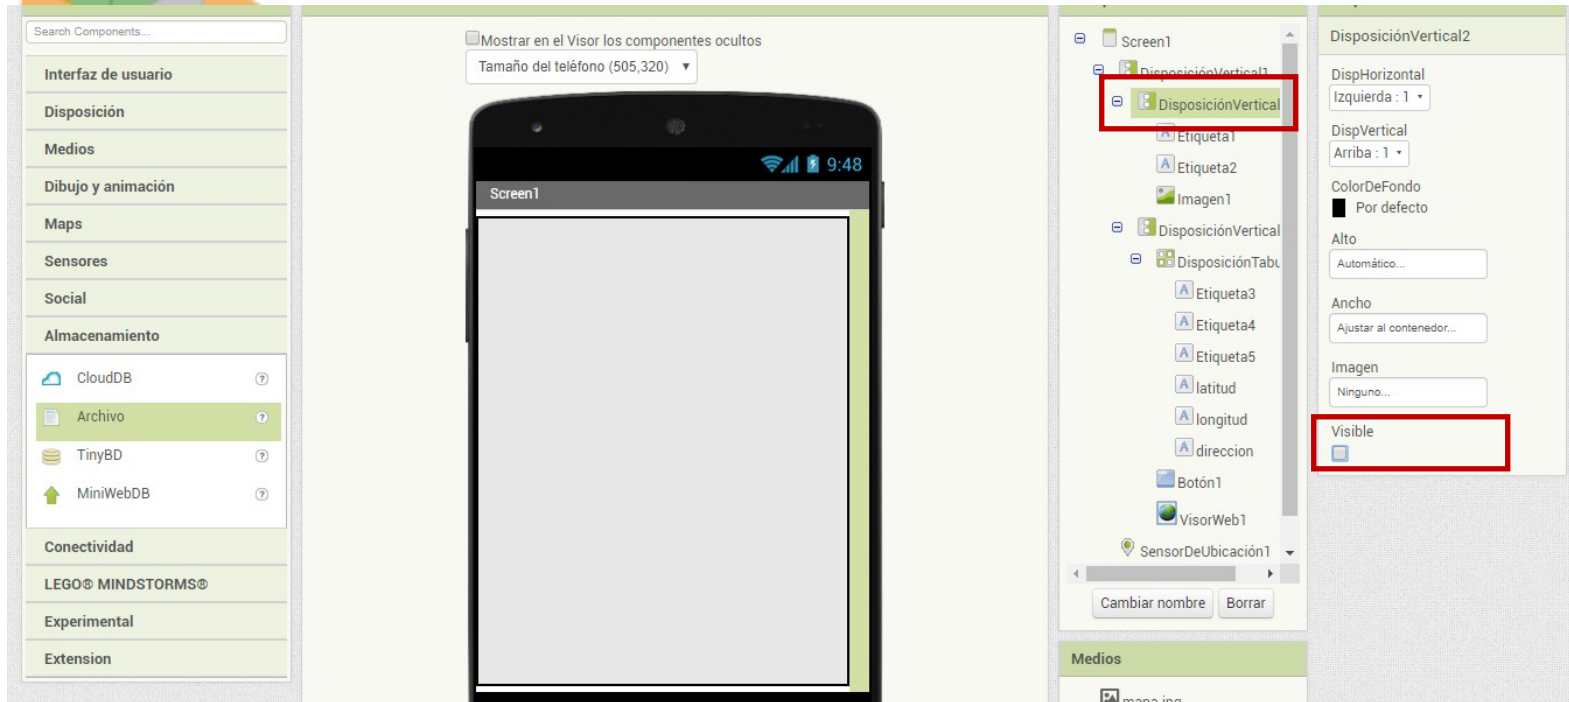 Search Components...
Interfaz de usuario
Disposición
Medios
Dibujo y animación
Maps
Sensores
Social
Almacenamiento
CloudDB
Archivo
TinyBD
MiniWebDB
Conectividad
LEGO® MINDSTORMS®
Experimental
Extension
Mostrar en el Visor los componentes ocultos
Tamaño del teléfono (505,320)
9:48
Screen1
Screen1
DisposiciónVertical1
DisposiciónVertical
Etiqueta1
Etiqueta2
Imagen1
DisposiciónVertical
DisposiciónTabu
Etiqueta3
Etiqueta4
Etiqueta5
latitud
longitud
direccion
Botón1
VisorWeb1
SensorDeUbicación1
Cambiar nombre Borrar
Medios
mapa.jpg
DisposiciónVertical2
DispHorizontal
Izquierda : 1
DispVertical
Arriba : 1
ColorDeFondo
Por defecto
Alto
Automático...
Ancho
Ajustar al contenedor...
Imagen
Ninguno...
Visible